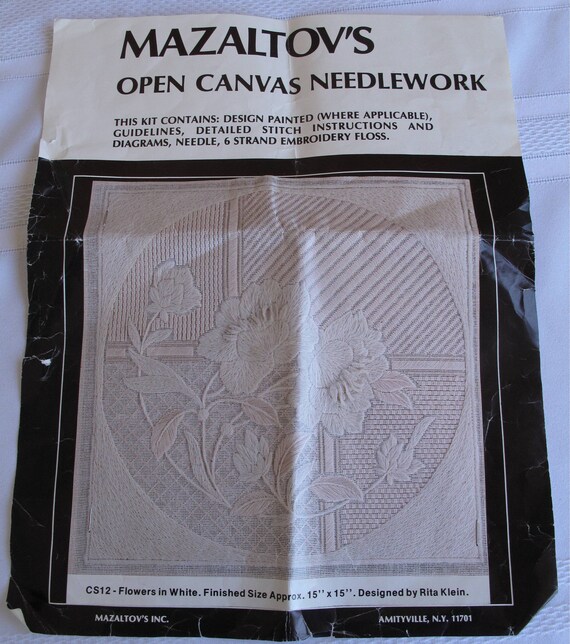 MAZALTOV'S
OPEN CANVAS NEEDLEWORK
THIS KIT CONTAINS: DESIGN PAINTED (WHERE APPLICABLE),
GUIDELINES, DETAILED STITCH INSTRUCTIONS AND
DIAGRAMS, NEEDLE, 6 STRAND EMBROIDERY FLOSS.
CS12 - Flowers in White. Finished Size Approx. 15" x 15". Designed by Rita Klein.
MAZALTOV'S INC. AMITYVILLE, N.Y. 11701